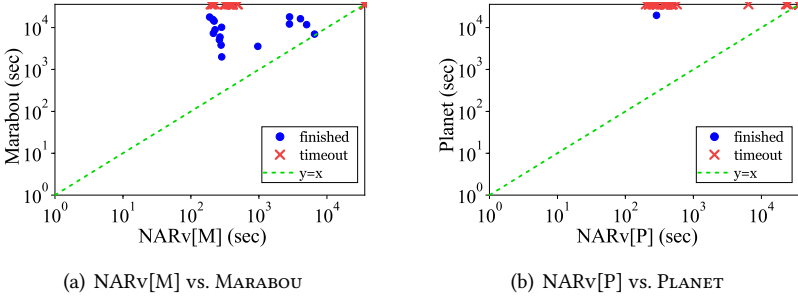 10^4
10^3
10^2
10^1
10^0
Marabou (sec)
finished
timeout
y=x
10^0 10^1 10^2 10^3 10^4
NARv[M] (sec)
(a) NARv[M] vs. MARABOU
10^4
10^3
10^2
10^1
10^0
Planet (sec)
finished
timeout
y=x
10^0 10^1 10^2 10^3 10^4
NARv[P] (sec)
(b) NARv[P] vs. PLANET